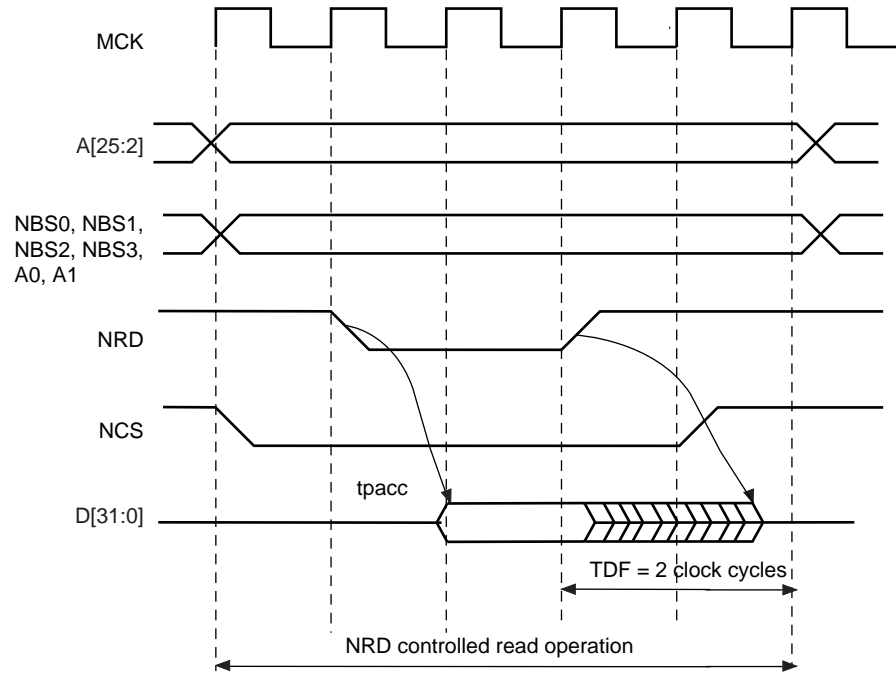 MCK
A[25:2]
NBS0, NBS1,
NBS2, NBS3,
A0, A1
NRD
NCS
tpacc
D[31:0]
TDF = 2 clock cycles
NRD controlled read operation